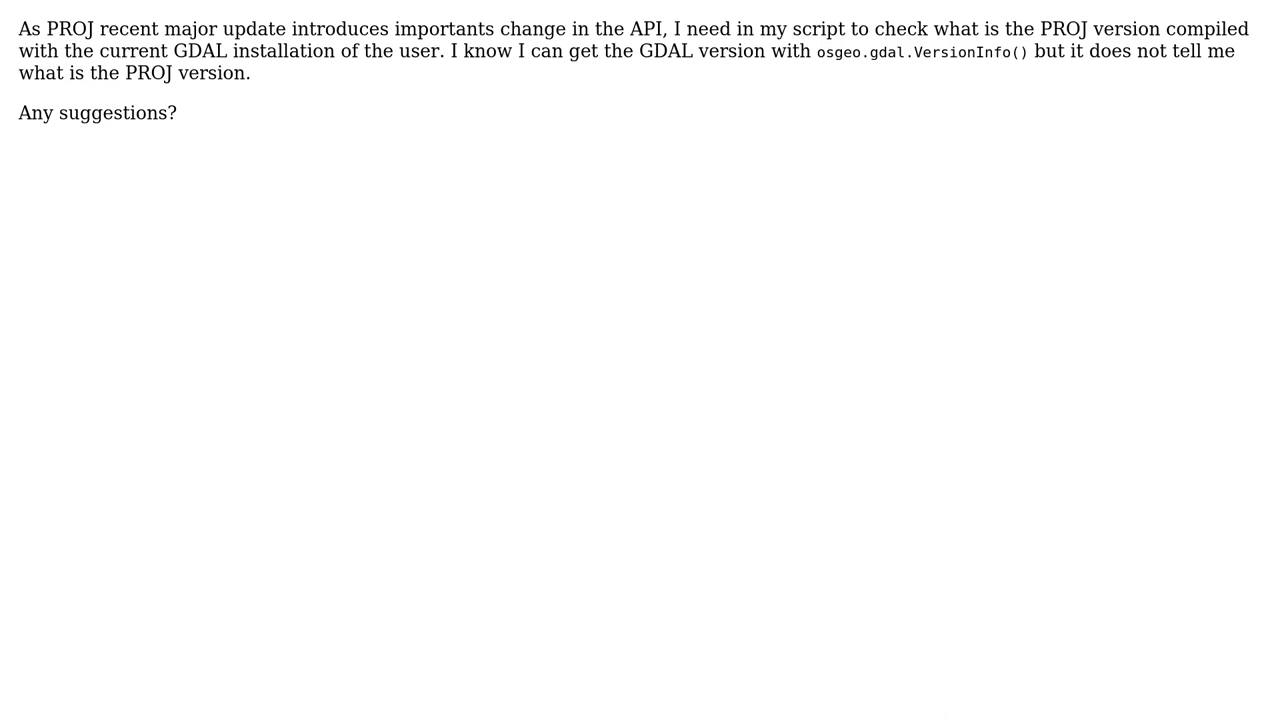 As PROJ recent major update introduces importants change in the API, I need in my script to check what is the PROJ version compiled
with the current GDAL installation of the user. I know I can get the GDAL version with osgeo.gdal.VersionInfo() but it does not tell me
what is the PROJ version.
Any suggestions?